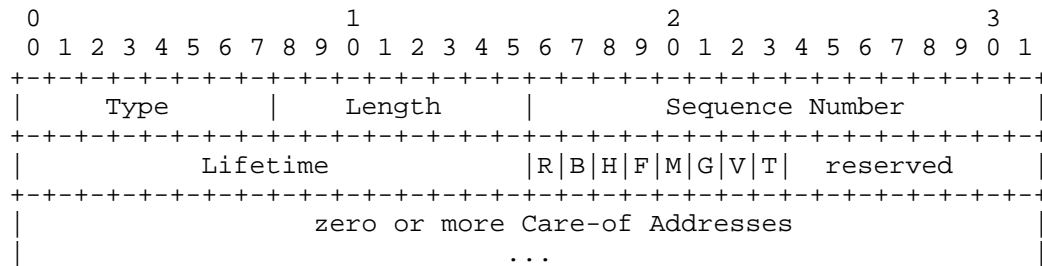 0                   1                   2                   3
 0 1 2 3 4 5 6 7 8 9 0 1 2 3 4 5 6 7 8 9 0 1 2 3 4 5 6 7 8 9 0 1
+-+-+-+-+-+-+-+-+-+-+-+-+-+-+-+-+-+-+-+-+-+-+-+-+-+-+-+-+-+-+-+-+
|     Type      |    Length     |        Sequence Number        |
+-+-+-+-+-+-+-+-+-+-+-+-+-+-+-+-+-+-+-+-+-+-+-+-+-+-+-+-+-+-+-+-+
|           Lifetime            |R|B|H|F|M|G|V|T|  reserved     |
+-+-+-+-+-+-+-+-+-+-+-+-+-+-+-+-+-+-+-+-+-+-+-+-+-+-+-+-+-+-+-+-+
|                  zero or more Care-of Addresses               |
|                              ...                              |